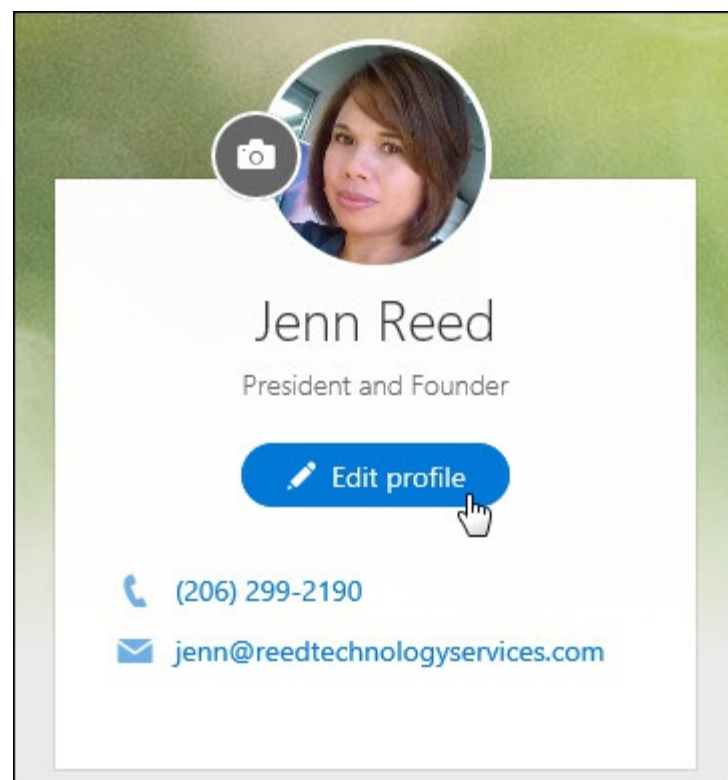 Jenn Reed
President and Founder
Edit profile
(206) 299-2190
jenn@reedtechnologyservices.com